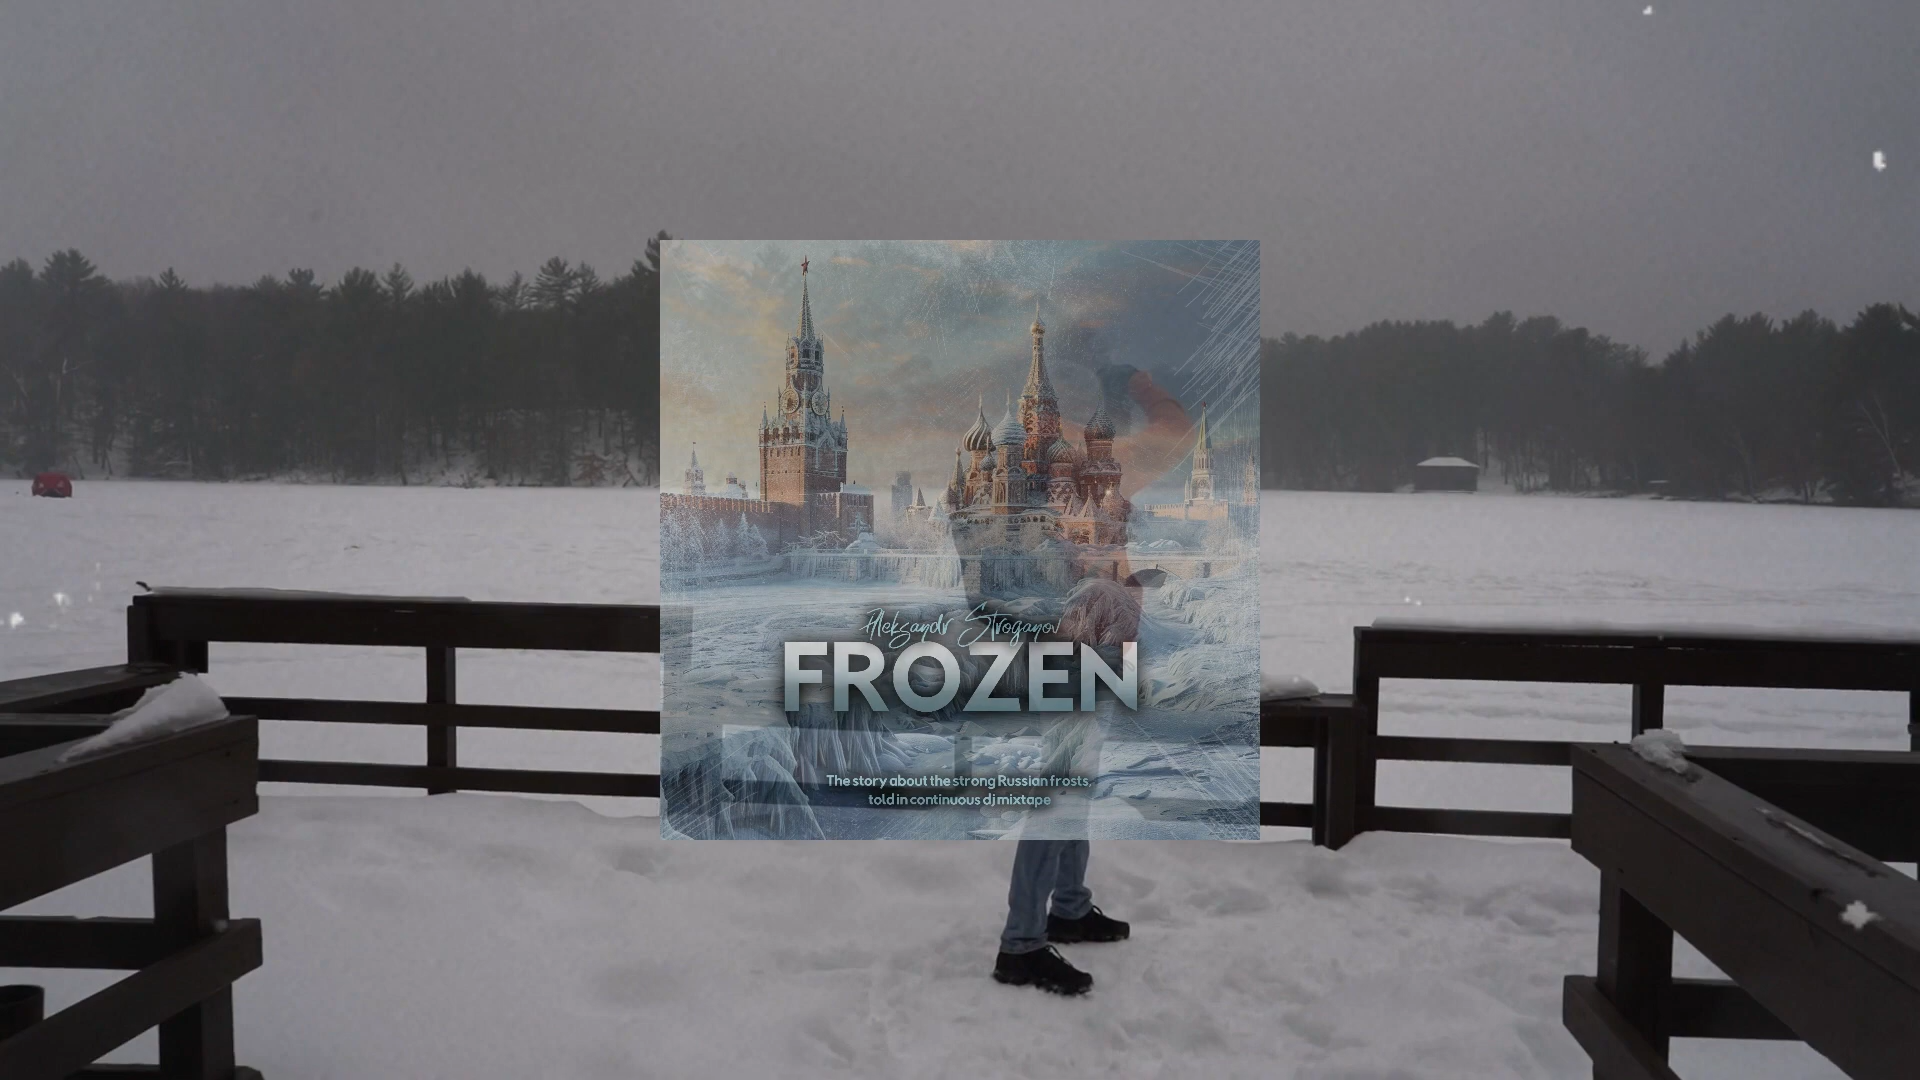 Aleksandr Stroganov
FROZEN
The story about the strong Russian frosts,
told in continuous dj mixtape